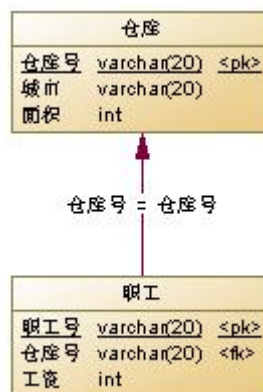 仓库
仓库号 varchar(20) <pk>
城市 varchar(20)
面积 int
仓库号 = 仓库号
职工
职工号 varchar(20) <pk>
仓库号 varchar(20) <fk>
工资 int